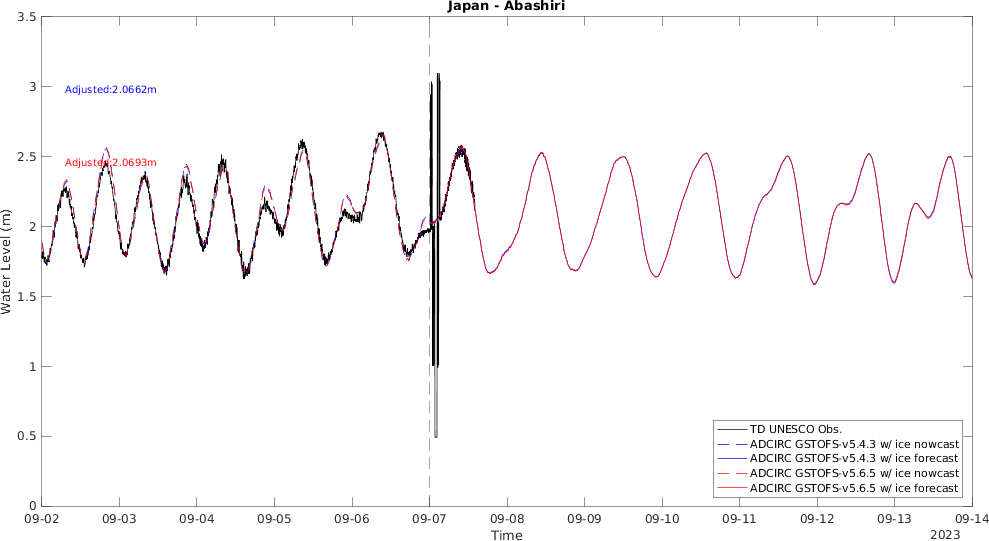 Japan - Abashiri
3.5
3
2.5
2
1.5
1
0.5
0
Water Level (m)
Adjusted:2.0662m
Adjusted:2.0693m
TD UNESCO Obs.
ADCIRC GSTOFS-v5.4.3 w/ ice nowcast
ADCIRC GSTOFS-v5.4.3 w/ ice forecast
ADCIRC GSTOFS-v5.6.5 w/ ice nowcast
ADCIRC GSTOFS-v5.6.5 w/ ice forecast
09-02 09-03 09-04 09-05 09-06 09-07 09-08 09-09 09-10 09-11 09-12 09-13 09-14
Time
2023